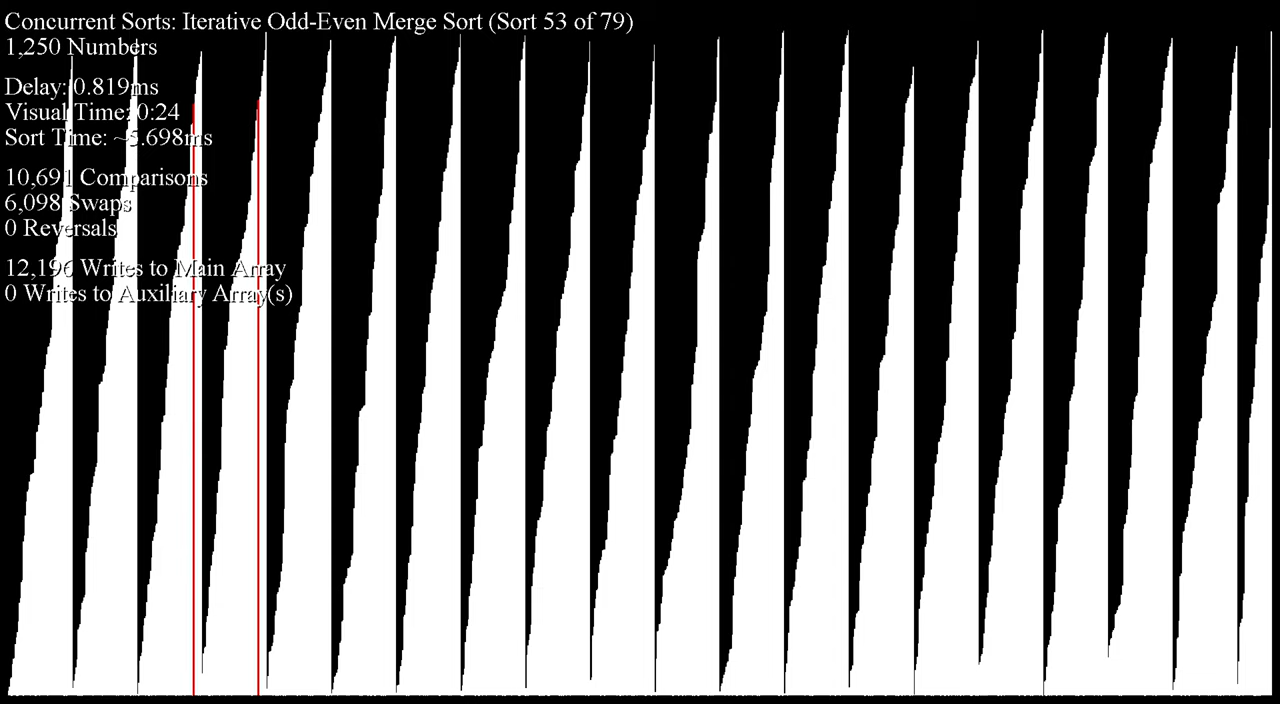 Concurrent Sorts: Iterative Odd-Even Merge Sort (Sort 53 of 79)
1,250 Numbers
Delay: 0.819ms
Visual Time: 0:24
Sort Time: ~5.698ms
10,691 Comparisons
6,098 Swaps
0 Reversals
12,196 Writes to Main Array
0 Writes to Auxiliary Array(s)